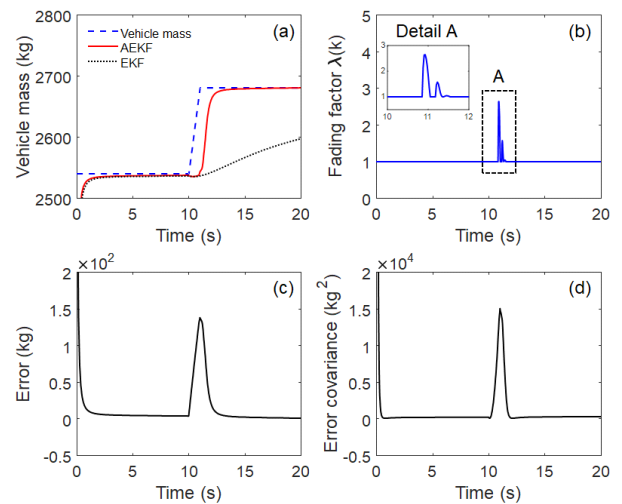 Vehicle mass (kg)
2700
2650
2600
2550
2500
Vehicle mass
AEKF
EKF
(a)
0 5 10 15 20
Time (s)
Fading factor λ(k)
5
4
3
2
1
0
Detail A
(b)
3
2
1
10 11 12
A
0 5 10 15 20
Time (s)
Error
(kg)
×10²
2
1.5
1
0.5
0
-0.5
(c)
0 5 10 15 20
Time (s)
Error covariance (kg²)
×10⁴
2
1.5
1
0.5
0
-0.5
(d)
0 5 10 15 20
Time (s)